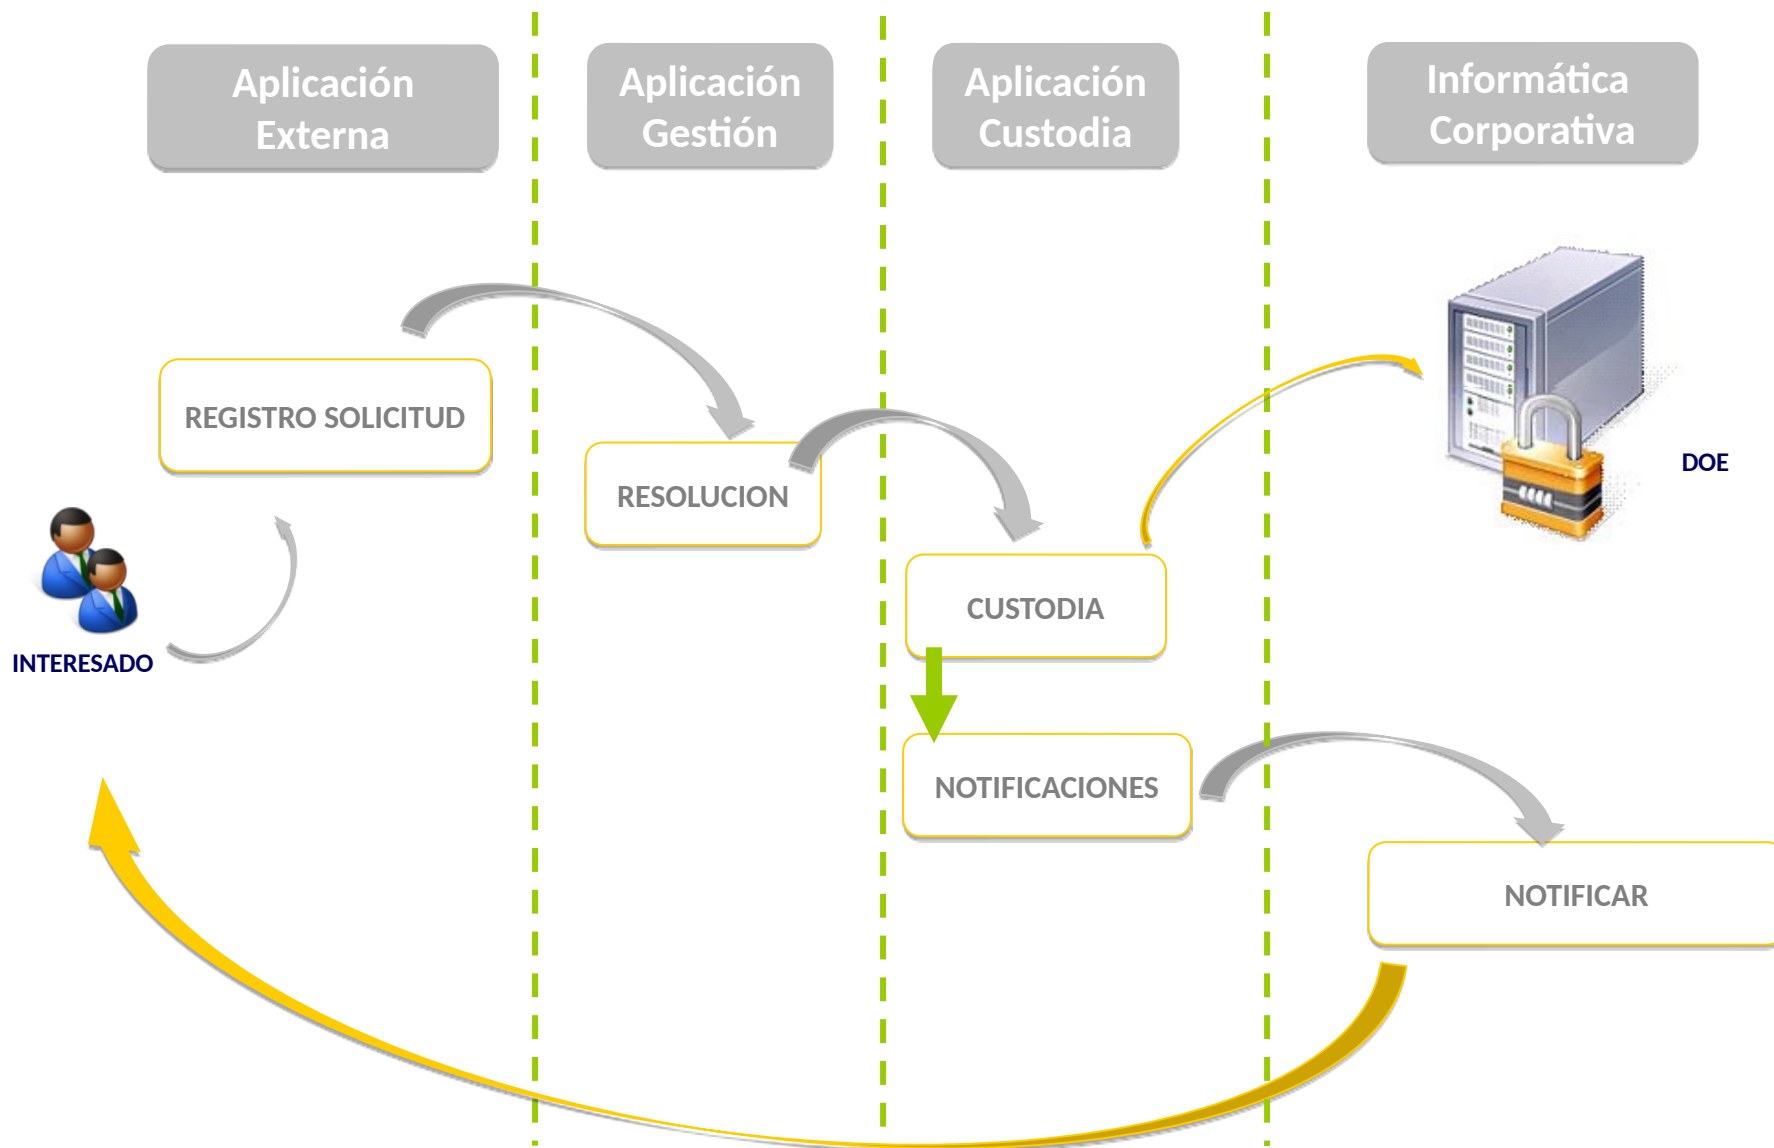 Aplicación
Externa
Aplicación
Gestión
Aplicación
Custodia
Informática
Corporativa
REGISTRO SOLICITUD
RESOLUCION
DOE
CUSTODIA
INTERESADO
NOTIFICACIONES
NOTIFICAR